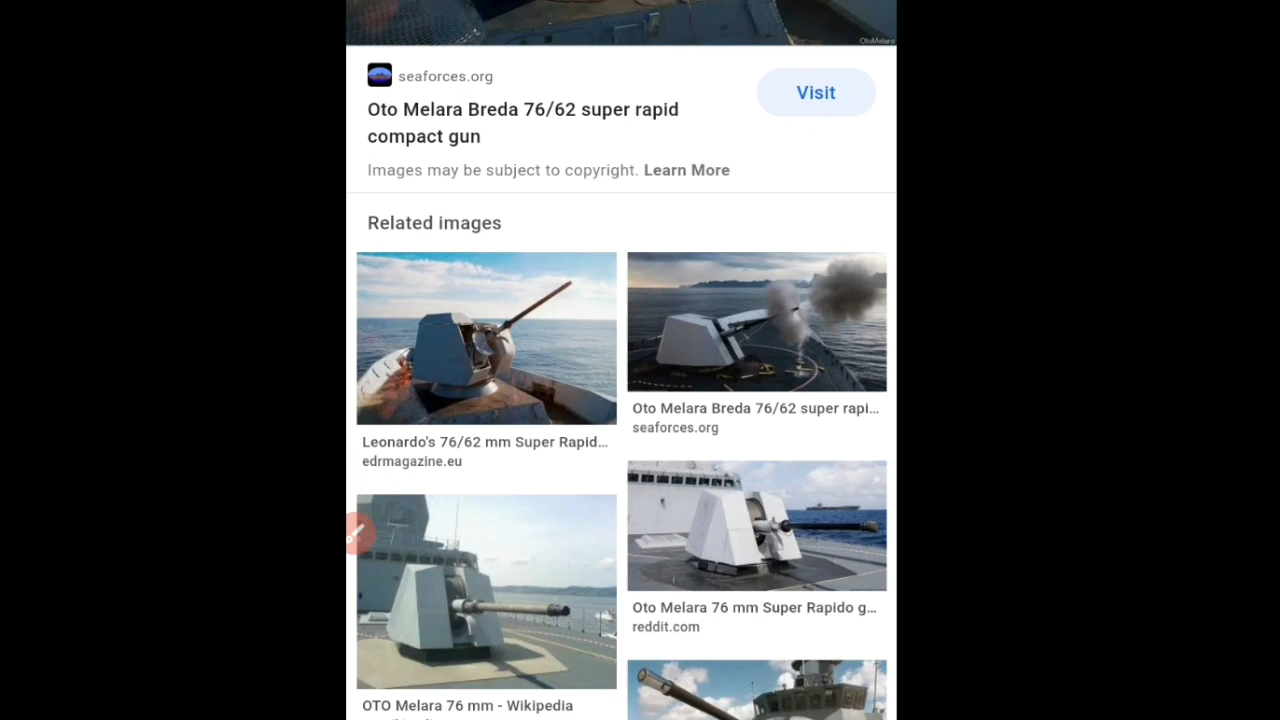 OtoMelara
seaforces.org
Visit
Oto Melara Breda 76/62 super rapid
compact gun
Images may be subject to copyright. Learn More
Related images
Leonardo's 76/62 mm Super Rapid...
edrmagazine.eu
Oto Melara Breda 76/62 super rapi...
seaforces.org
Oto Melara 76 mm Super Rapido g...
reddit.com
OTO Melara 76 mm - Wikipedia